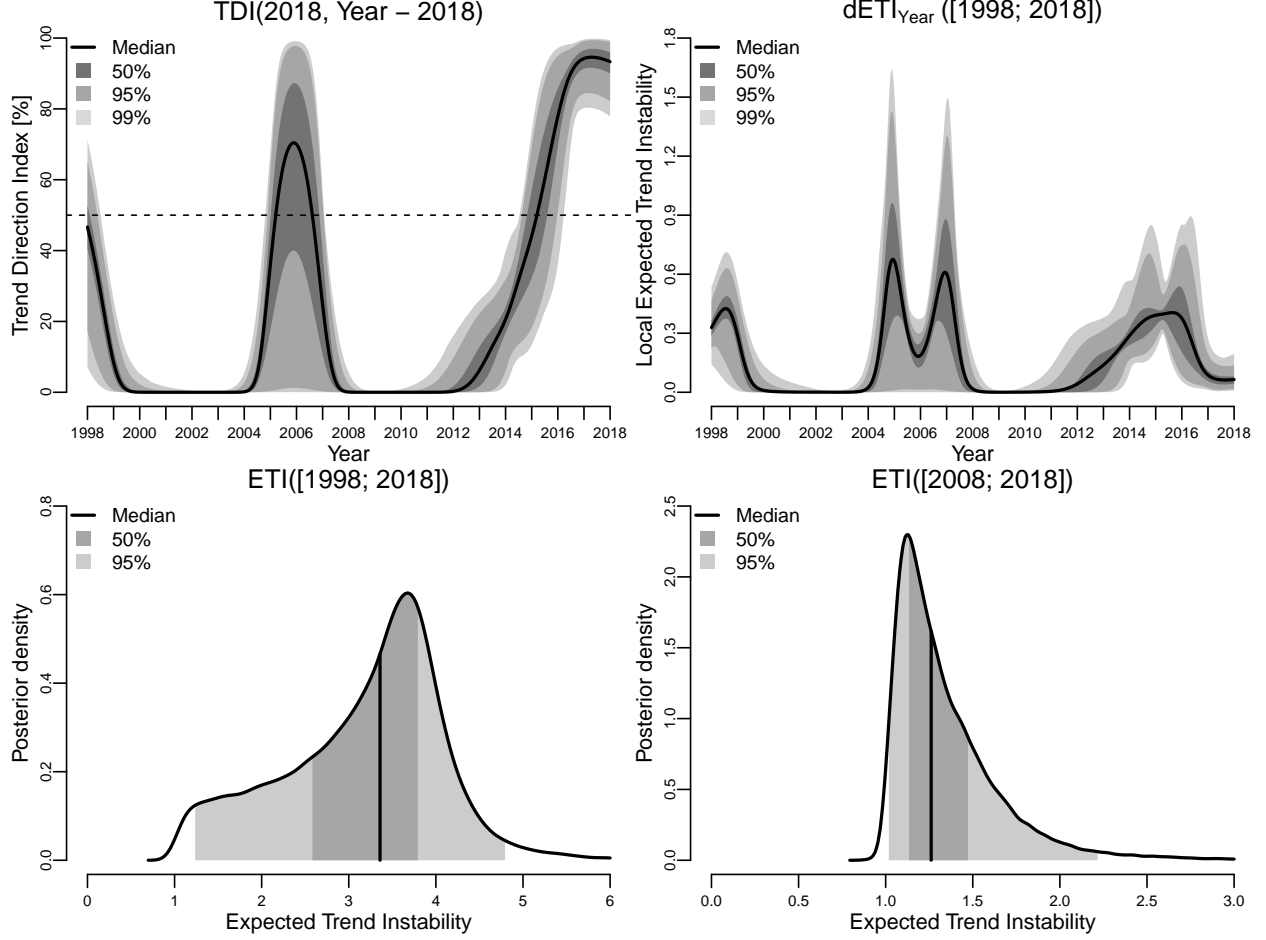 TDI(2018, Year − 2018)
Trend Direction Index [%]
0 20 40 60 80 100
Median
50%
95%
99%
1998 2000 2002 2004 2006 2008 2010 2012 2014 2016 2018
Year
dETIYear ([1998; 2018])
Local Expected Trend Instability
0.0 0.3 0.6 0.9 1.2 1.5 1.8
Median
50%
95%
99%
1998 2000 2002 2004 2006 2008 2010 2012 2014 2016 2018
Year
ETI([1998; 2018])
Posterior density
0.0 0.2 0.4 0.6 0.8
Median
50%
95%
0 1 2 3 4 5 6
Expected Trend Instability
ETI([2008; 2018])
Posterior density
0.0 0.5 1.0 1.5 2.0 2.5
Median
50%
95%
0.0 0.5 1.0 1.5 2.0 2.5 3.0
Expected Trend Instability